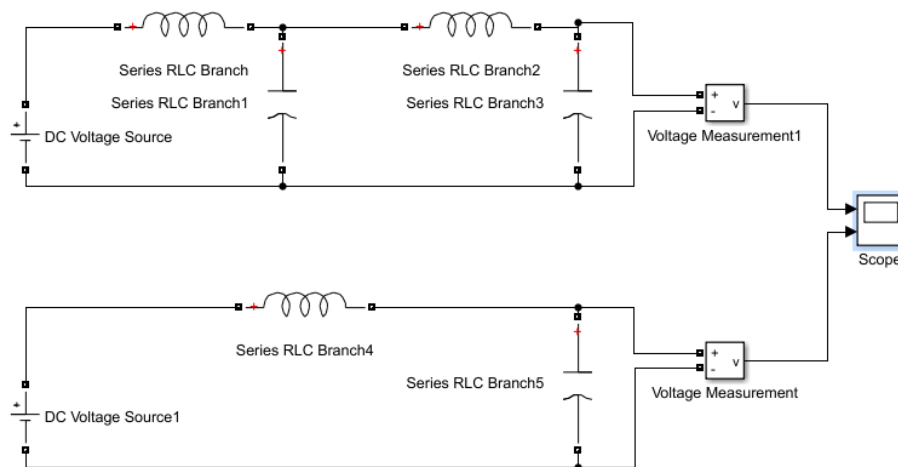 Series RLC Branch
Series RLC Branch2
Series RLC Branch1
Series RLC Branch3
+
-
v
DC Voltage Source
Voltage Measurement1
Scope
Series RLC Branch4
+
-
v
Series RLC Branch5
Voltage Measurement
DC Voltage Source1